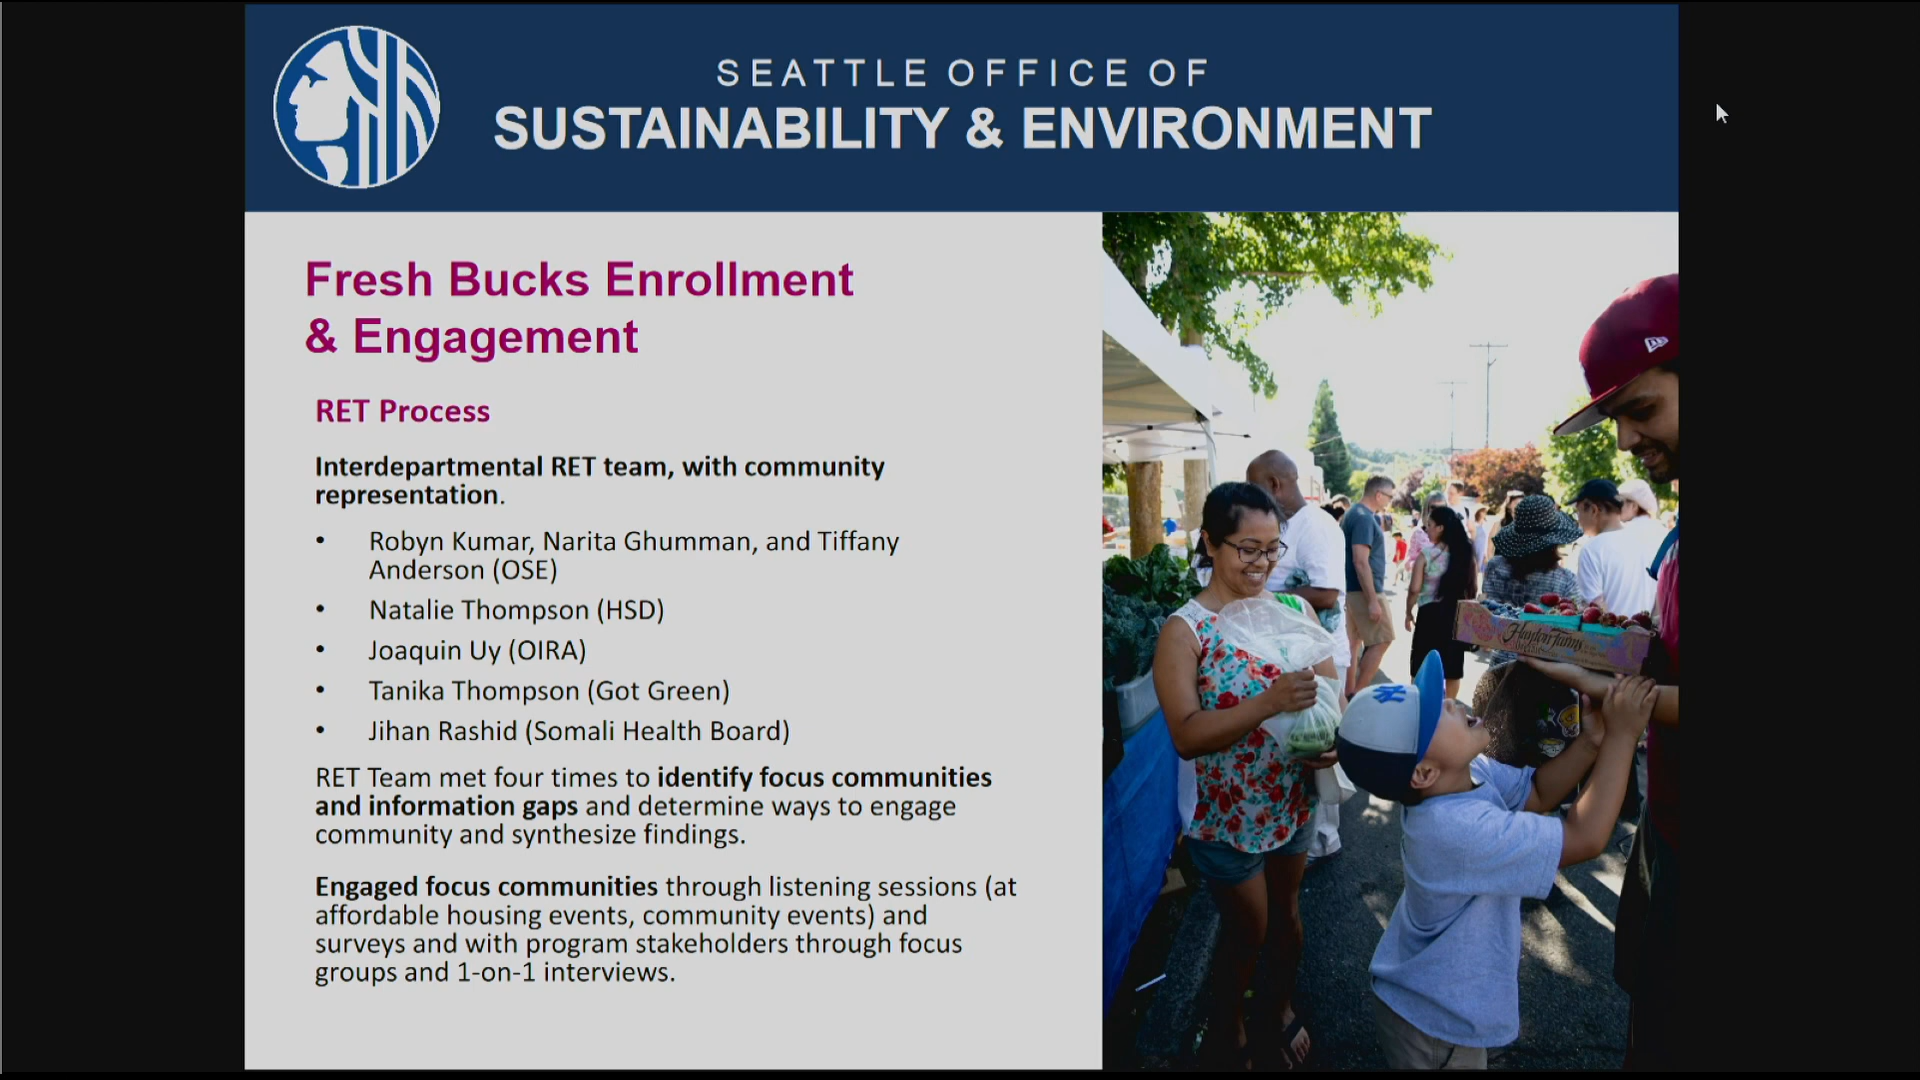 SEATTLE OFFICE OF
SUSTAINABILITY & ENVIRONMENT
Fresh Bucks Enrollment
& Engagement
RET Process
Interdepartmental RET team, with community
representation.
• Robyn Kumar, Narita Ghumman, and Tiffany
Anderson (OSE)
• Natalie Thompson (HSD)
• Joaquin Uy (OIRA)
• Tanika Thompson (Got Green)
• Jihan Rashid (Somali Health Board)
RET Team met four times to identify focus communities
and information gaps and determine ways to engage
community and synthesize findings.
Engaged focus communities through listening sessions (at
affordable housing events, community events) and
surveys and with program stakeholders through focus
groups and 1-on-1 interviews.
Hayton Farms
NY